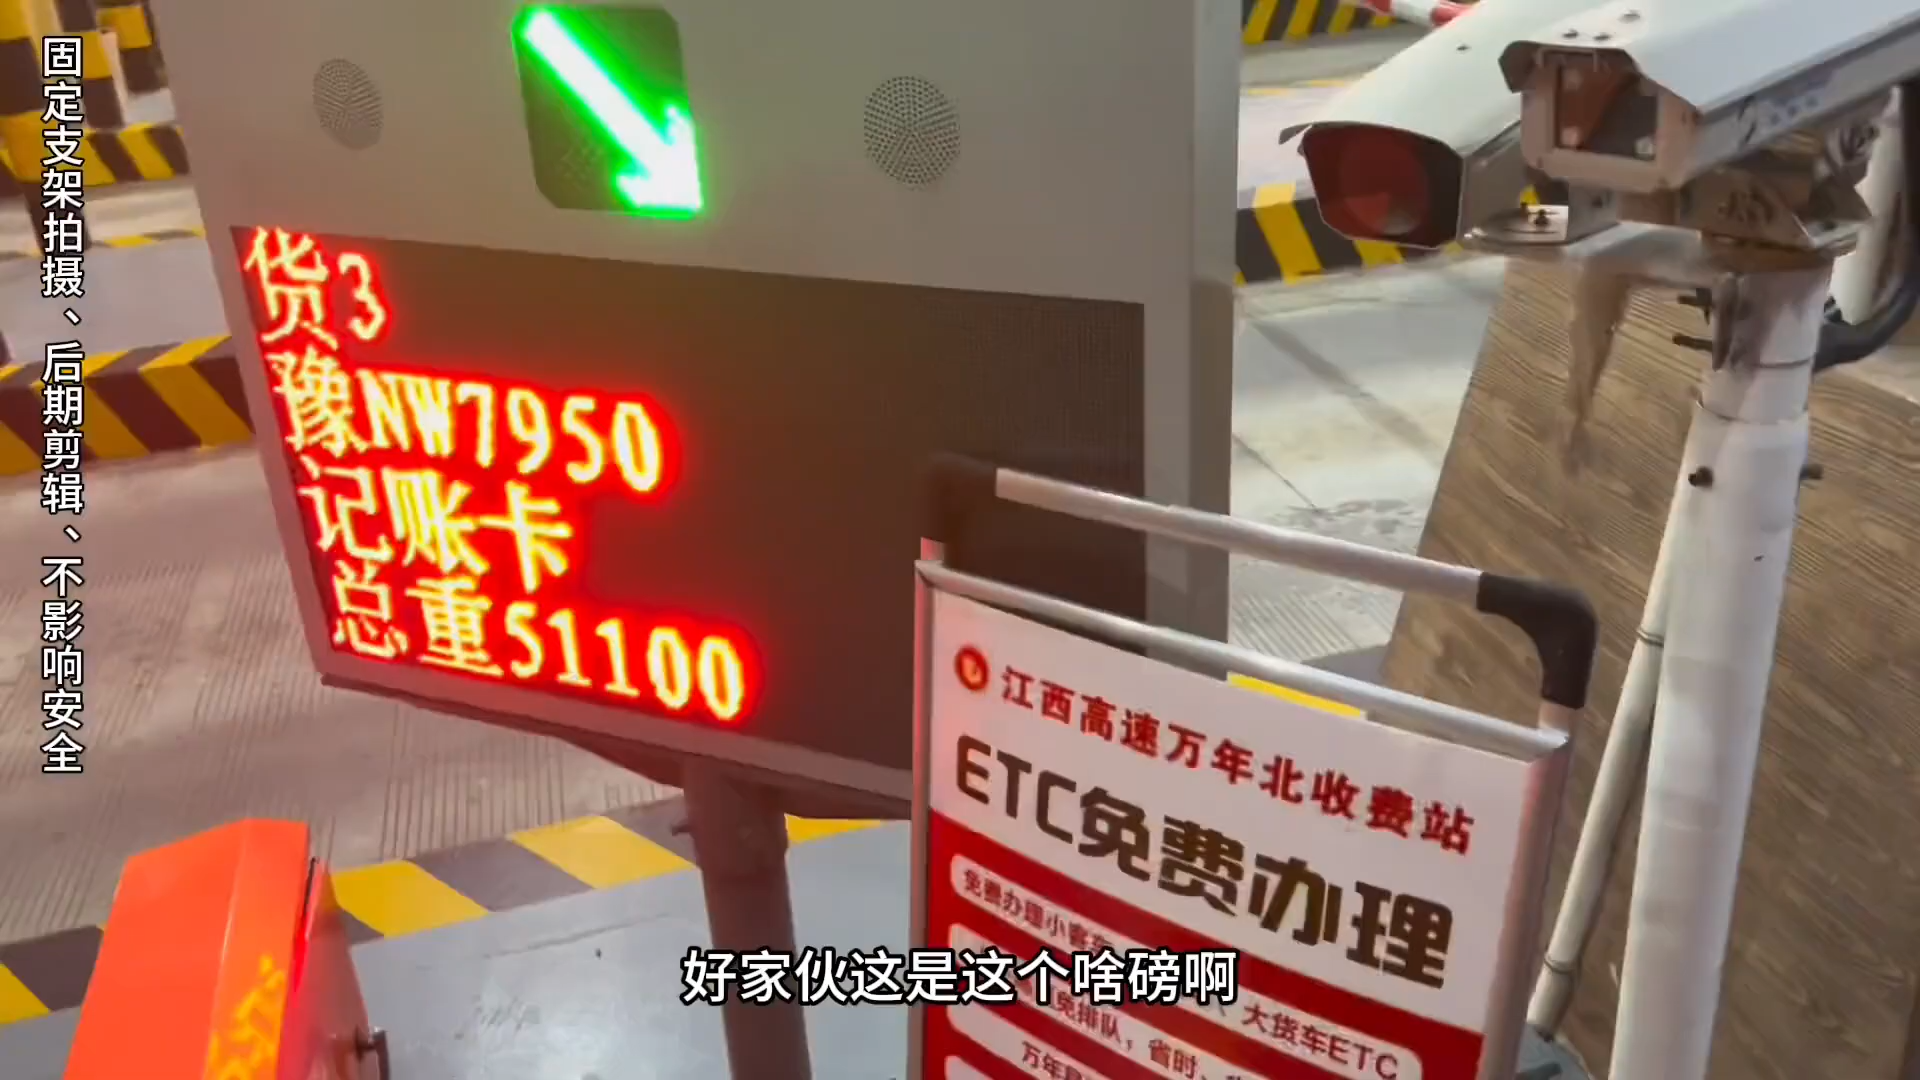 固定支架拍摄、后期剪辑、不影响安全
货3
豫NW7950
记账卡
总重51100
江西高速万年北收费站
ETC免费办理
免费办理小客车
大货车ETC
免排队，省时、
万年
好家伙这是这个啥磅啊